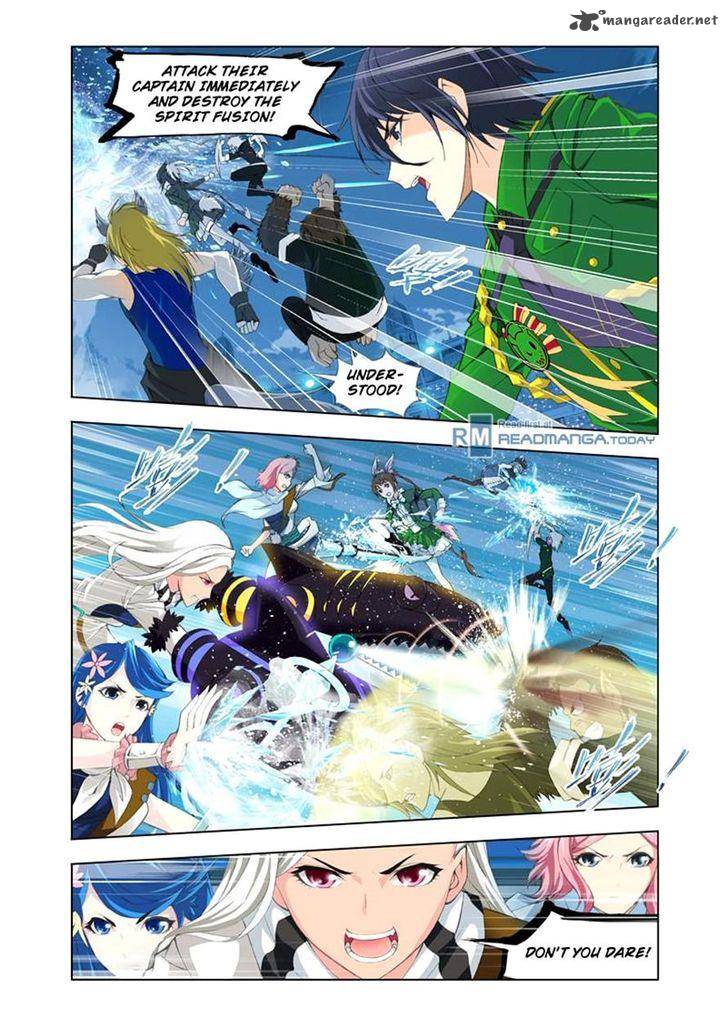 mangareader.net
ATTACK THEIR
CAPTAIN IMMEDIATELY
AND DESTROY THE
SPIRIT FUSION!
UNDER-
STOOD!
Read first at
RM READMANGA.TODAY
DON'T YOU DARE!